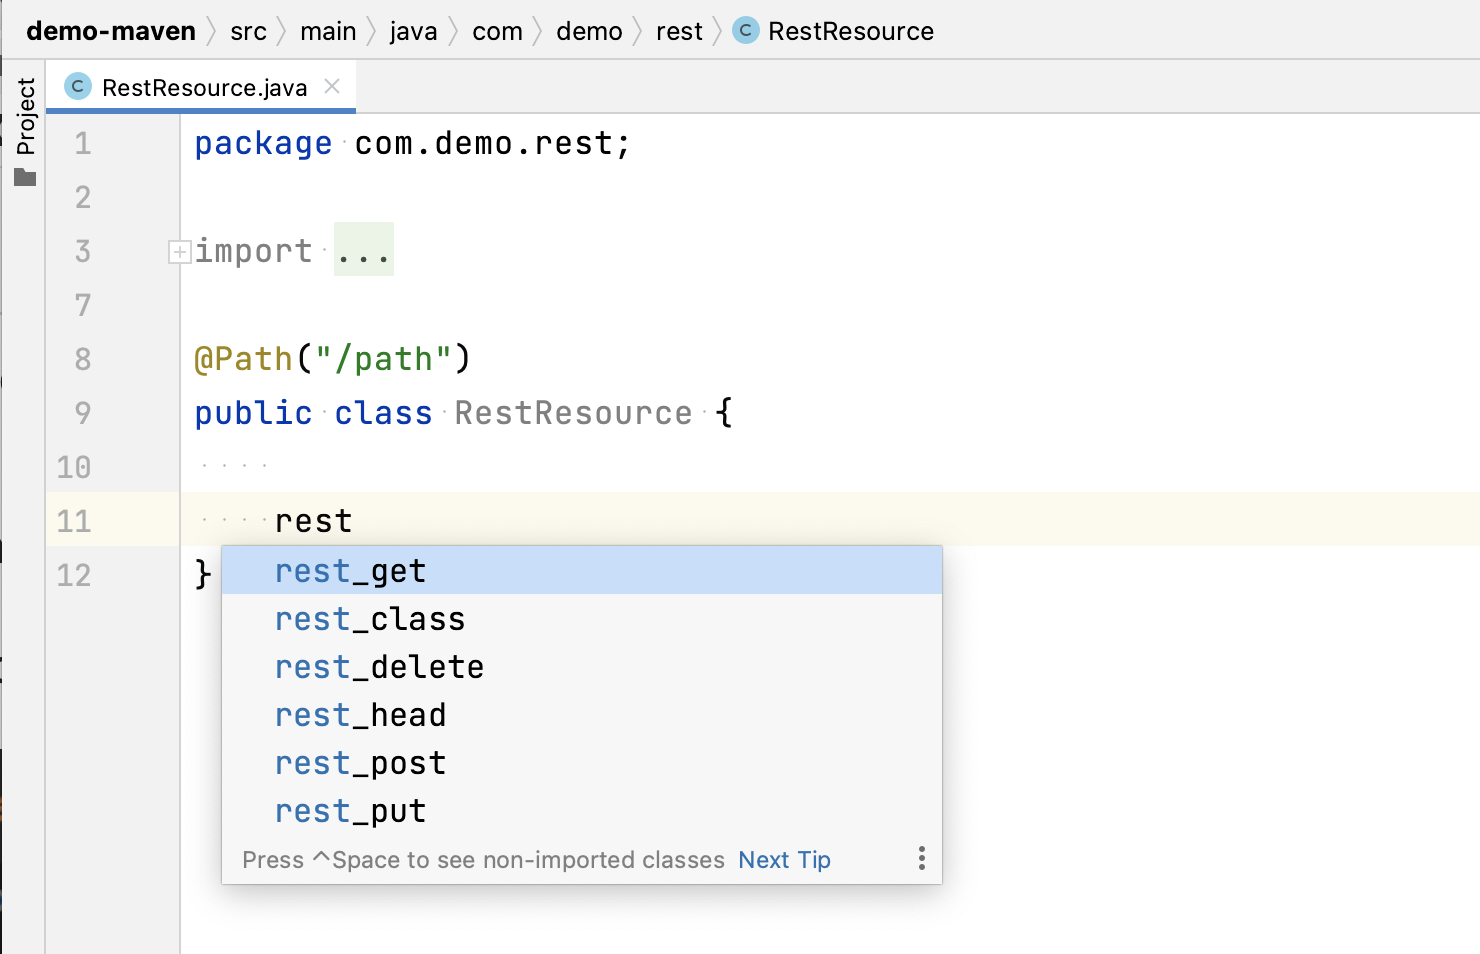 demo-maven src main java com demo rest C RestResource
Project
C RestResource.java
1 package com.demo.rest;
2
3 import ...
7
8 @Path("/path")
9 public class RestResource {
10
11 rest
12 }
rest_get
rest_class
rest_delete
rest_head
rest_post
rest_put
Press ^Space to see non-imported classes Next Tip